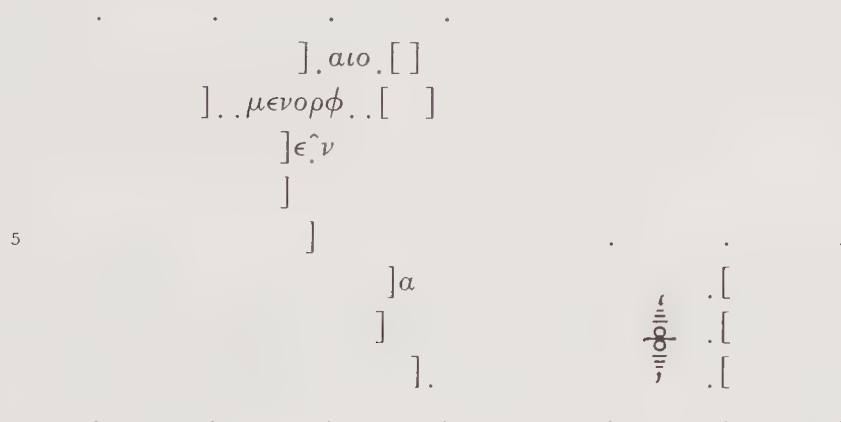 . . . .
] . αιο . [ ]
] . . μενορφ . . [ ]
]ε.̂ν
]
5 ] . . .
]α . [
] . [
] . . [